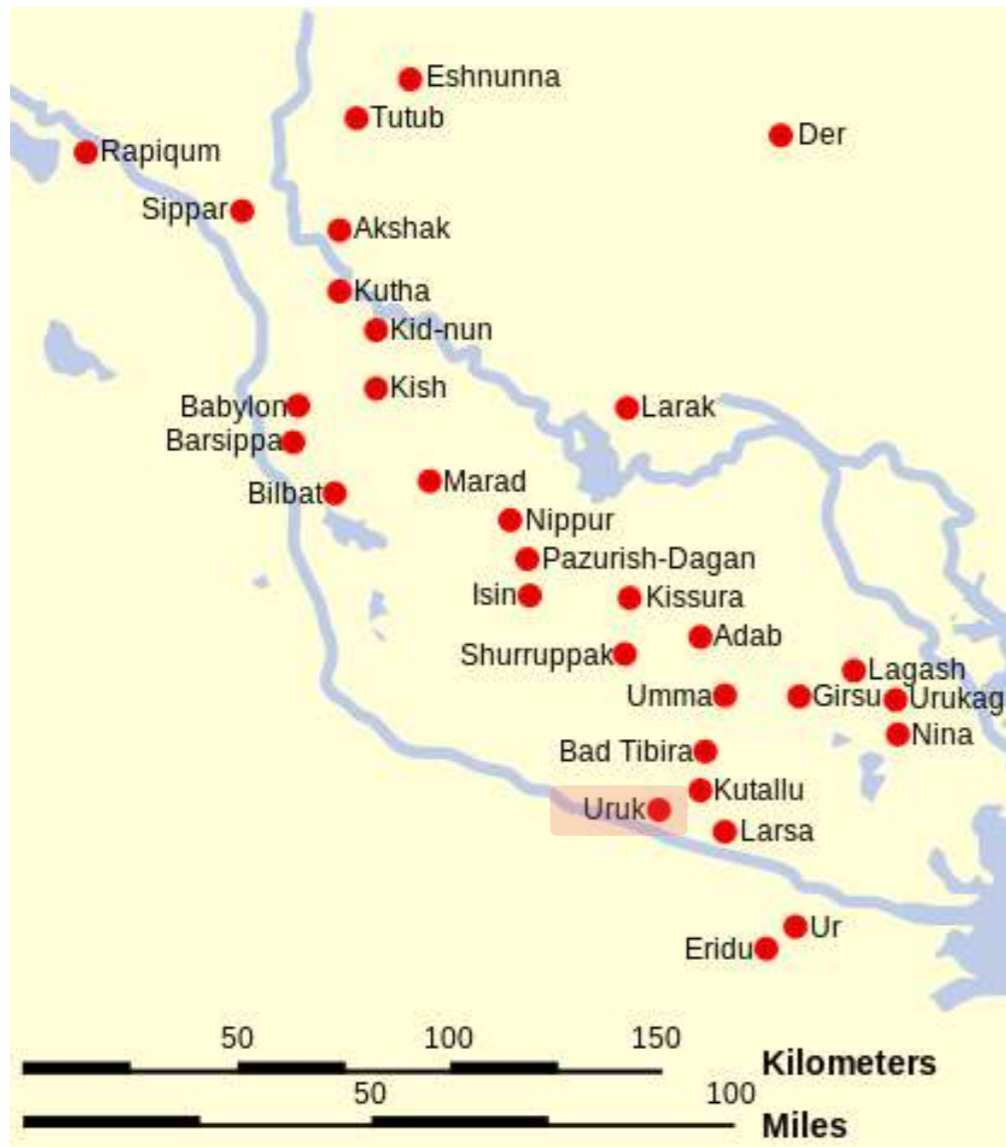 Eshnunna
Tutub
Der
Rapiqum
Sippar
Akshak
Kutha
Kid-nun
Kish
Babylon
Larak
Barsippa
Marad
Bilbat
Nippur
Pazurish-Dagan
Isin
Kissura
Adab
Shurruppak
Lagash
Umma
Girsu
Urukag
Nina
Bad Tibira
Kutallu
Uruk
Larsa
Ur
Eridu
50 100 150
Kilometers
50 100
Miles